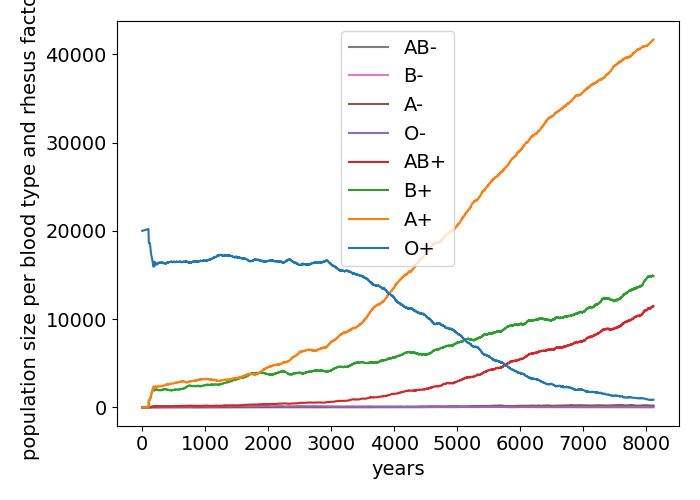 population size per blood type and rhesus facto
40000
30000
20000
10000
0
AB-
B-
A-
O-
AB+
B+
A+
O+
0 1000 2000 3000 4000 5000 6000 7000 8000
years